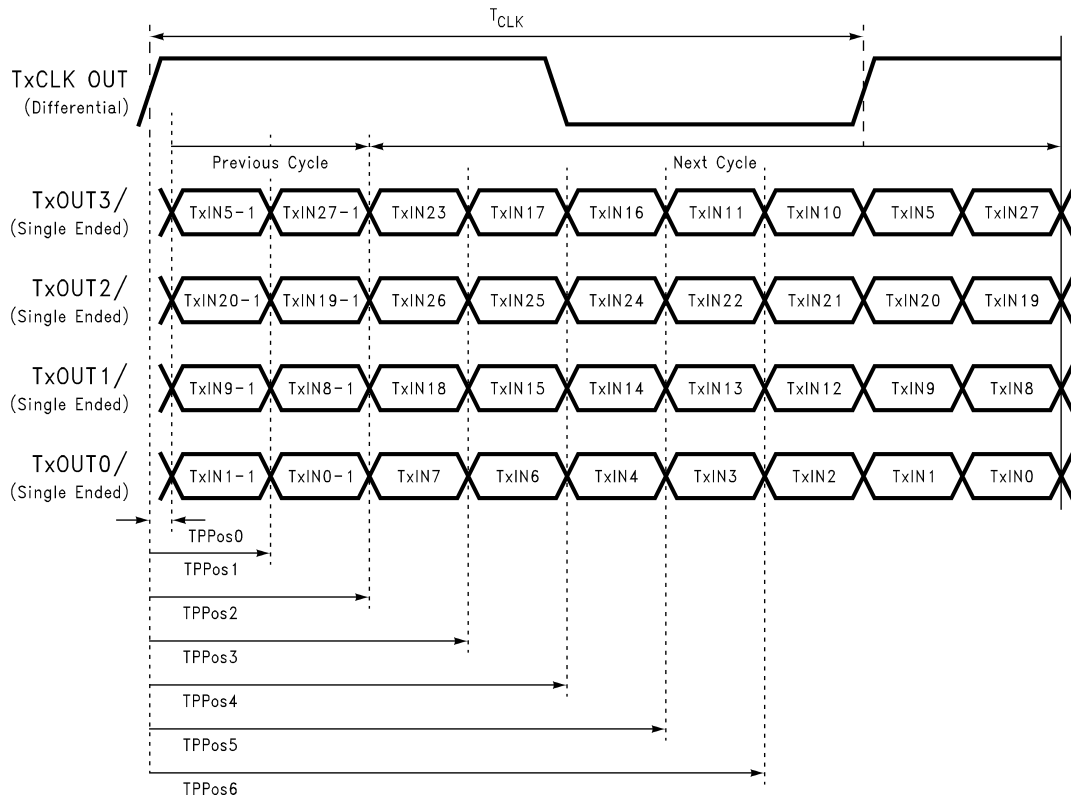 TCLK
TxCLK OUT
(Differential)
Previous Cycle
Next Cycle
TxOUT3/
(Single Ended)
TxIN5-1 TxIN27-1 TxIN23 TxIN17 TxIN16 TxIN11 TxIN10 TxIN5 TxIN27
TxOUT2/
(Single Ended)
TxIN20-1 TxIN19-1 TxIN26 TxIN25 TxIN24 TxIN22 TxIN21 TxIN20 TxIN19
TxOUT1/
(Single Ended)
TxIN9-1 TxIN8-1 TxIN18 TxIN15 TxIN14 TxIN13 TxIN12 TxIN9 TxIN8
TxOUT0/
(Single Ended)
TxIN1-1 TxIN0-1 TxIN7 TxIN6 TxIN4 TxIN3 TxIN2 TxIN1 TxIN0
TPPos0
TPPos1
TPPos2
TPPos3
TPPos4
TPPos5
TPPos6